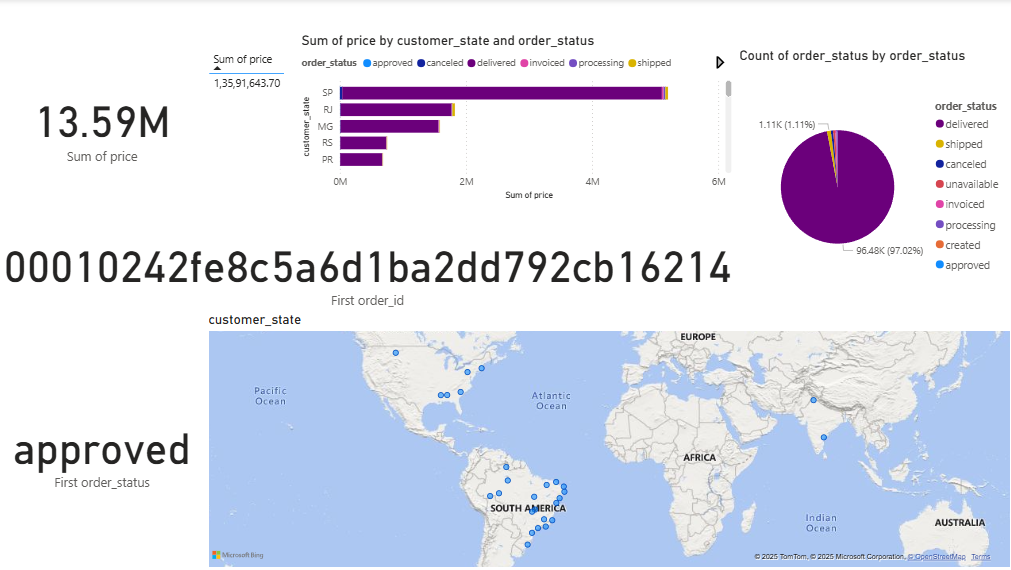 Sum of price
1,35,91,643.70
13.59M
Sum of price
Sum of price by customer_state and order_status
order_status approved canceled delivered invoiced processing shipped
customer_state
SP
RJ
MG
RS
PR
0M 2M 4M 6M
Sum of price
Count of order_status by order_status
1.11K (1.11%)
96.48K (97.02%)
order_status
delivered
shipped
canceled
unavailable
invoiced
processing
created
approved
00010242fe8c5a6d1ba2dd792cb16214
First order_id
approved
First order_status
customer_state
EUROPE
Pacific
Ocean
Atlantic
Ocean
AFRICA
SOUTH AMERICA
Indian
Ocean
AUSTRALIA
Microsoft Bing
© 2025 TomTom, © 2025 Microsoft Corporation, © OpenStreetMap Terms